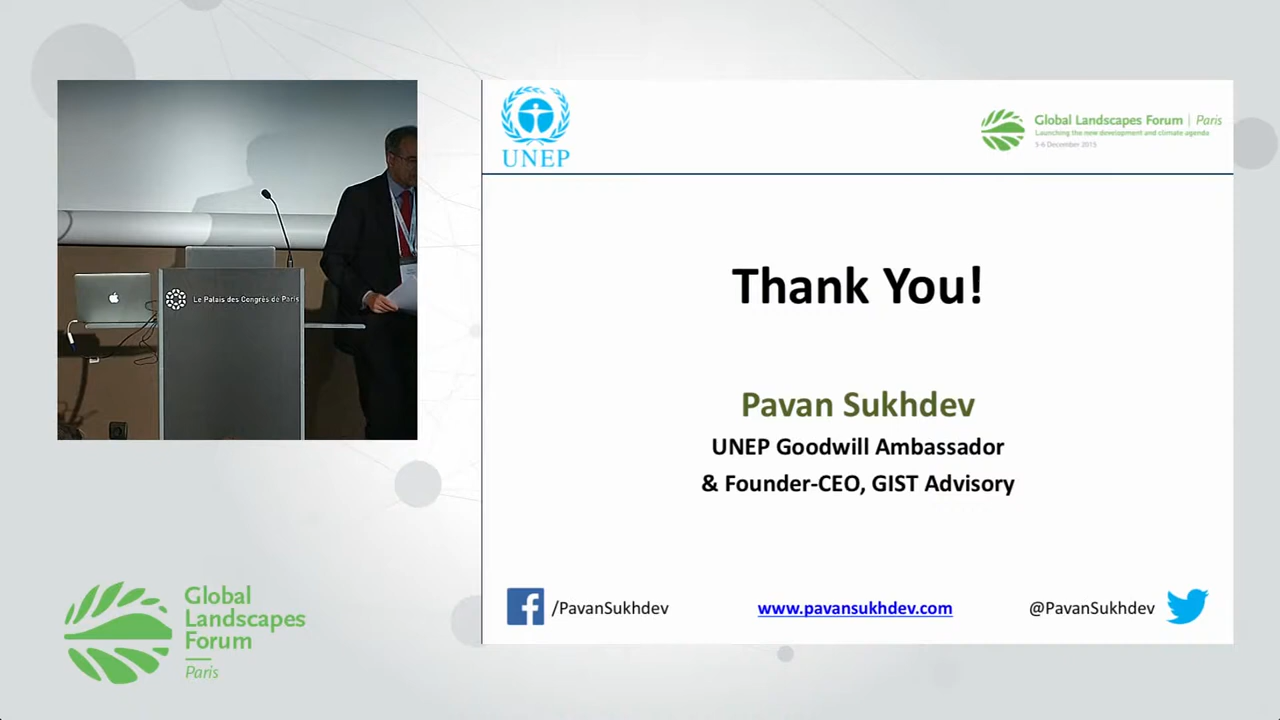 Le Palais des Congrès de Paris
UNEP
Global Landscapes Forum | Paris
Launching the new development and climate agenda
5-6 December 2015
Thank You!
Pavan Sukhdev
UNEP Goodwill Ambassador
& Founder-CEO, GIST Advisory
/PavanSukhdev
www.pavansukhdev.com
@PavanSukhdev
Global
Landscapes
Forum
Paris